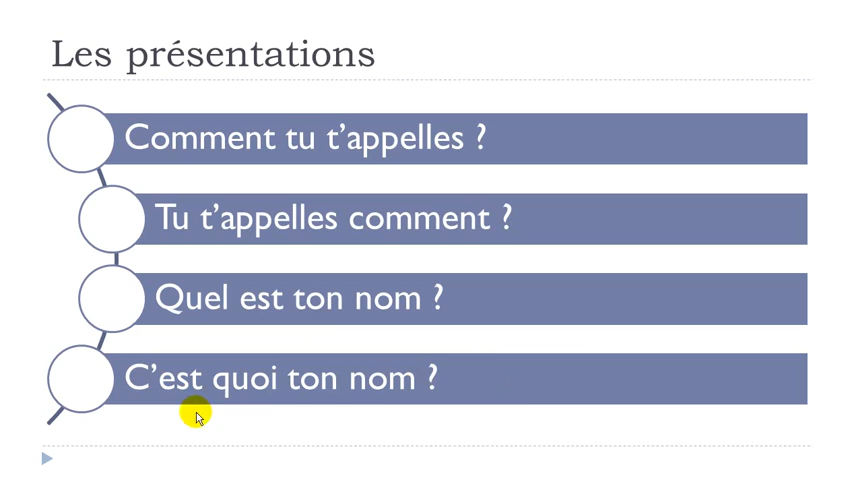 Les présentations
Comment tu t’appelles ?
Tu t’appelles comment ?
Quel est ton nom ?
C’est quoi ton nom ?